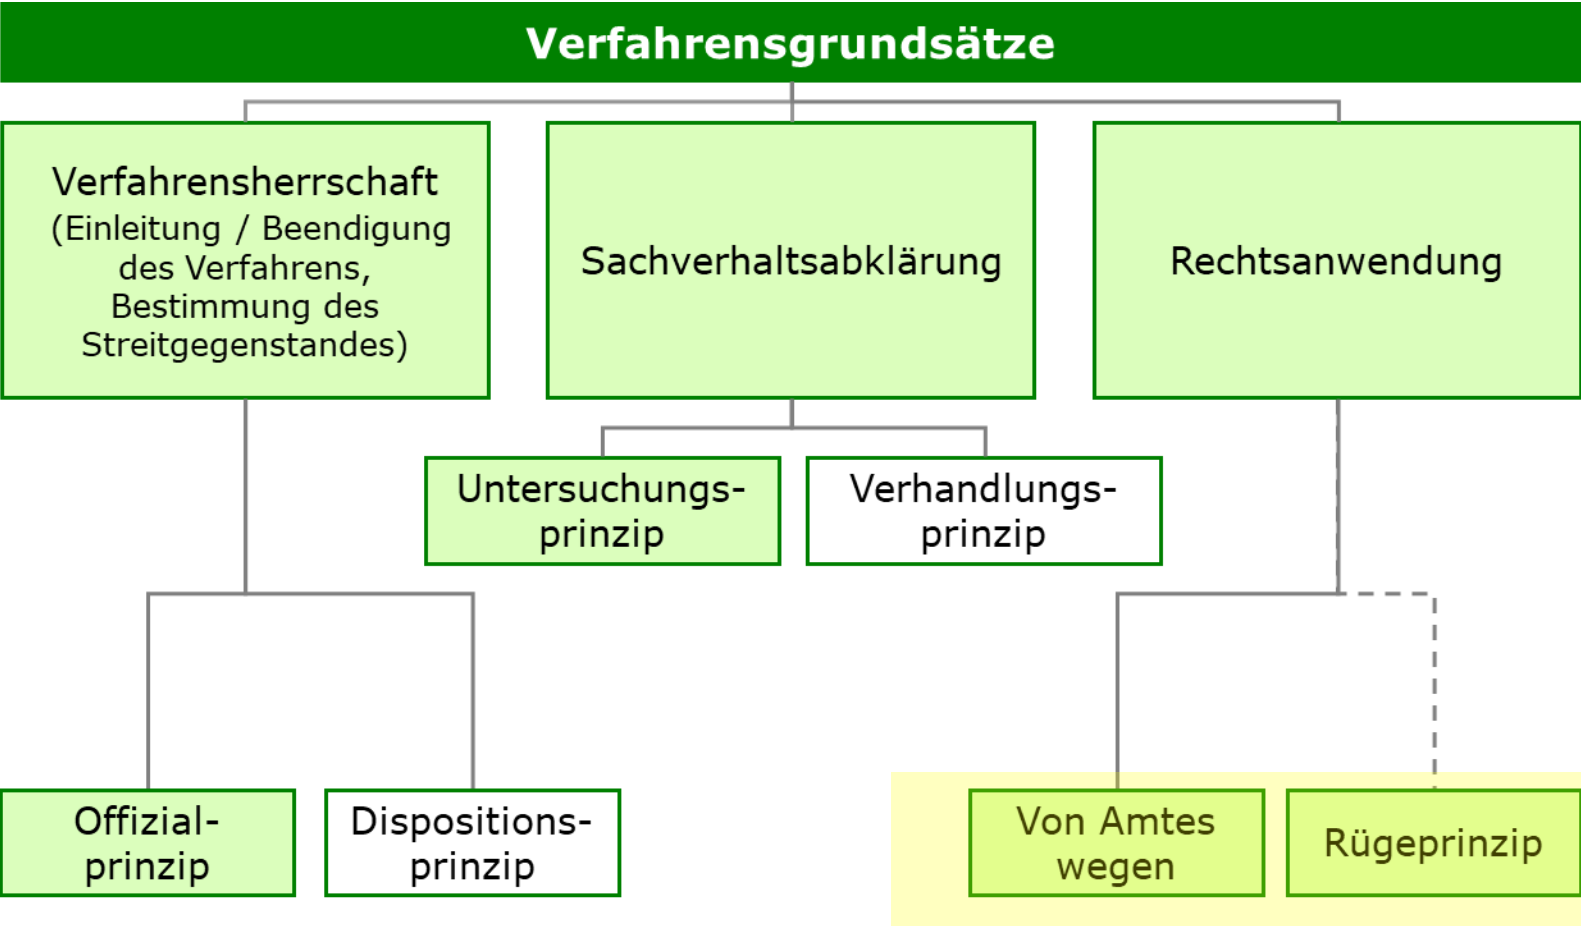 Verfahrensgrundsätze
Verfahrensherrschaft
(Einleitung / Beendigung
des Verfahrens,
Bestimmung des
Streitgegenstandes)
Sachverhaltsabklärung
Rechtsanwendung
Untersuchungs-
prinzip
Verhandlungs-
prinzip
Offizial-
prinzip
Dispositions-
prinzip
Von Amtes
wegen
Rügeprinzip